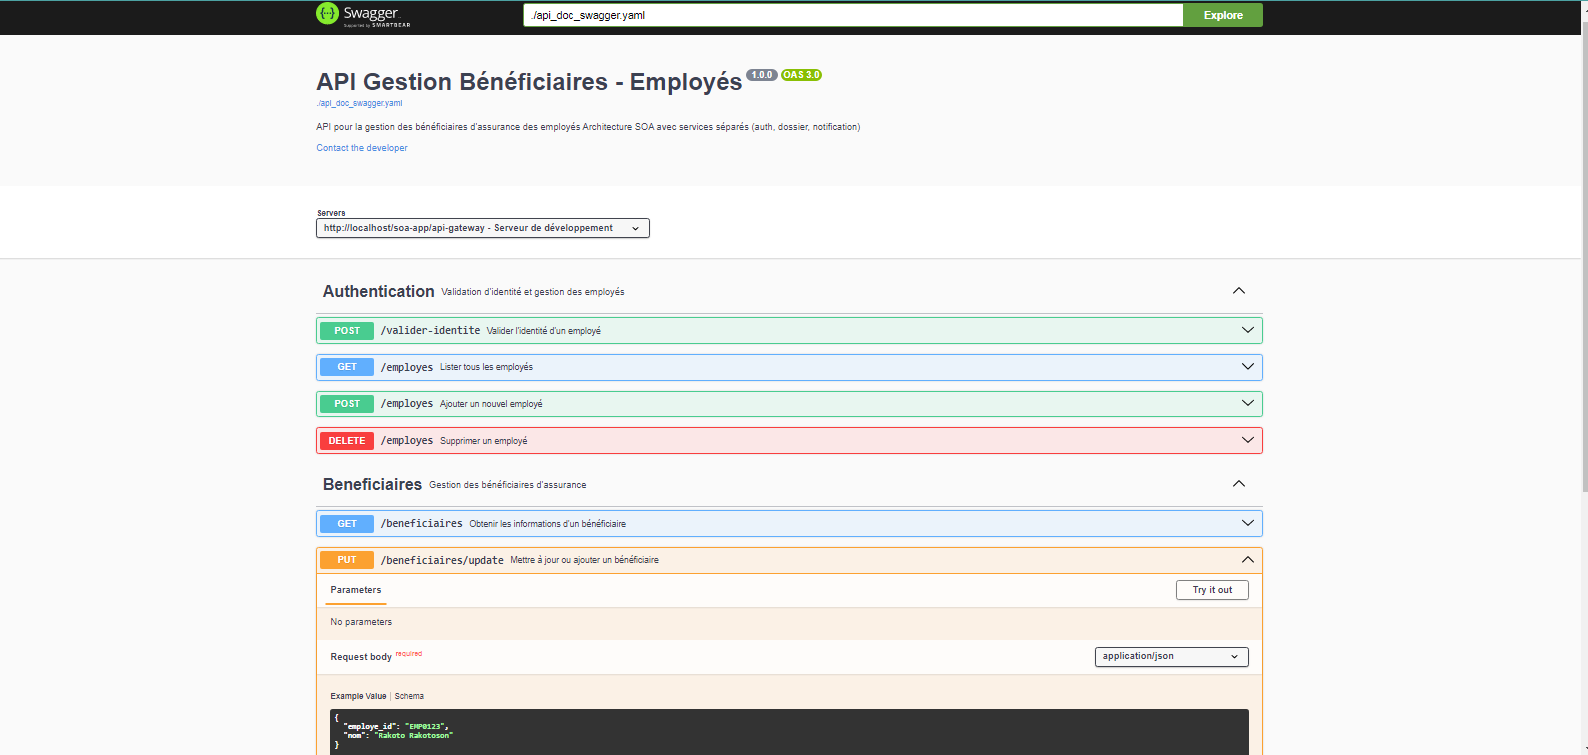 Swagger
Supported by SMARTBEAR
./api_doc_swagger.yaml
Explore
API Gestion Bénéficiaires - Employés 1.0.0 OAS 3.0
./api_doc_swagger.yaml
API pour la gestion des bénéficiaires d'assurance des employés Architecture SOA avec services séparés (auth, dossier, notification)
Contact the developer
Servers
http://localhost/soa-app/api-gateway - Serveur de développement
Authentication Validation d'identité et gestion des employés
POST /valider-identite Valider l'identité d'un employé
GET /employes Lister tous les employés
POST /employes Ajouter un nouvel employé
DELETE /employes Supprimer un employé
Beneficiaires Gestion des bénéficiaires d'assurance
GET /beneficiaires Obtenir les informations d'un bénéficiaire
PUT /beneficiaires/update Mettre à jour ou ajouter un bénéficiaire
Parameters
Try it out
No parameters
Request body required
application/json
Example Value | Schema
{
"employe_id": "EMP0123",
"nom": "Rakoto Rakotoson"
}